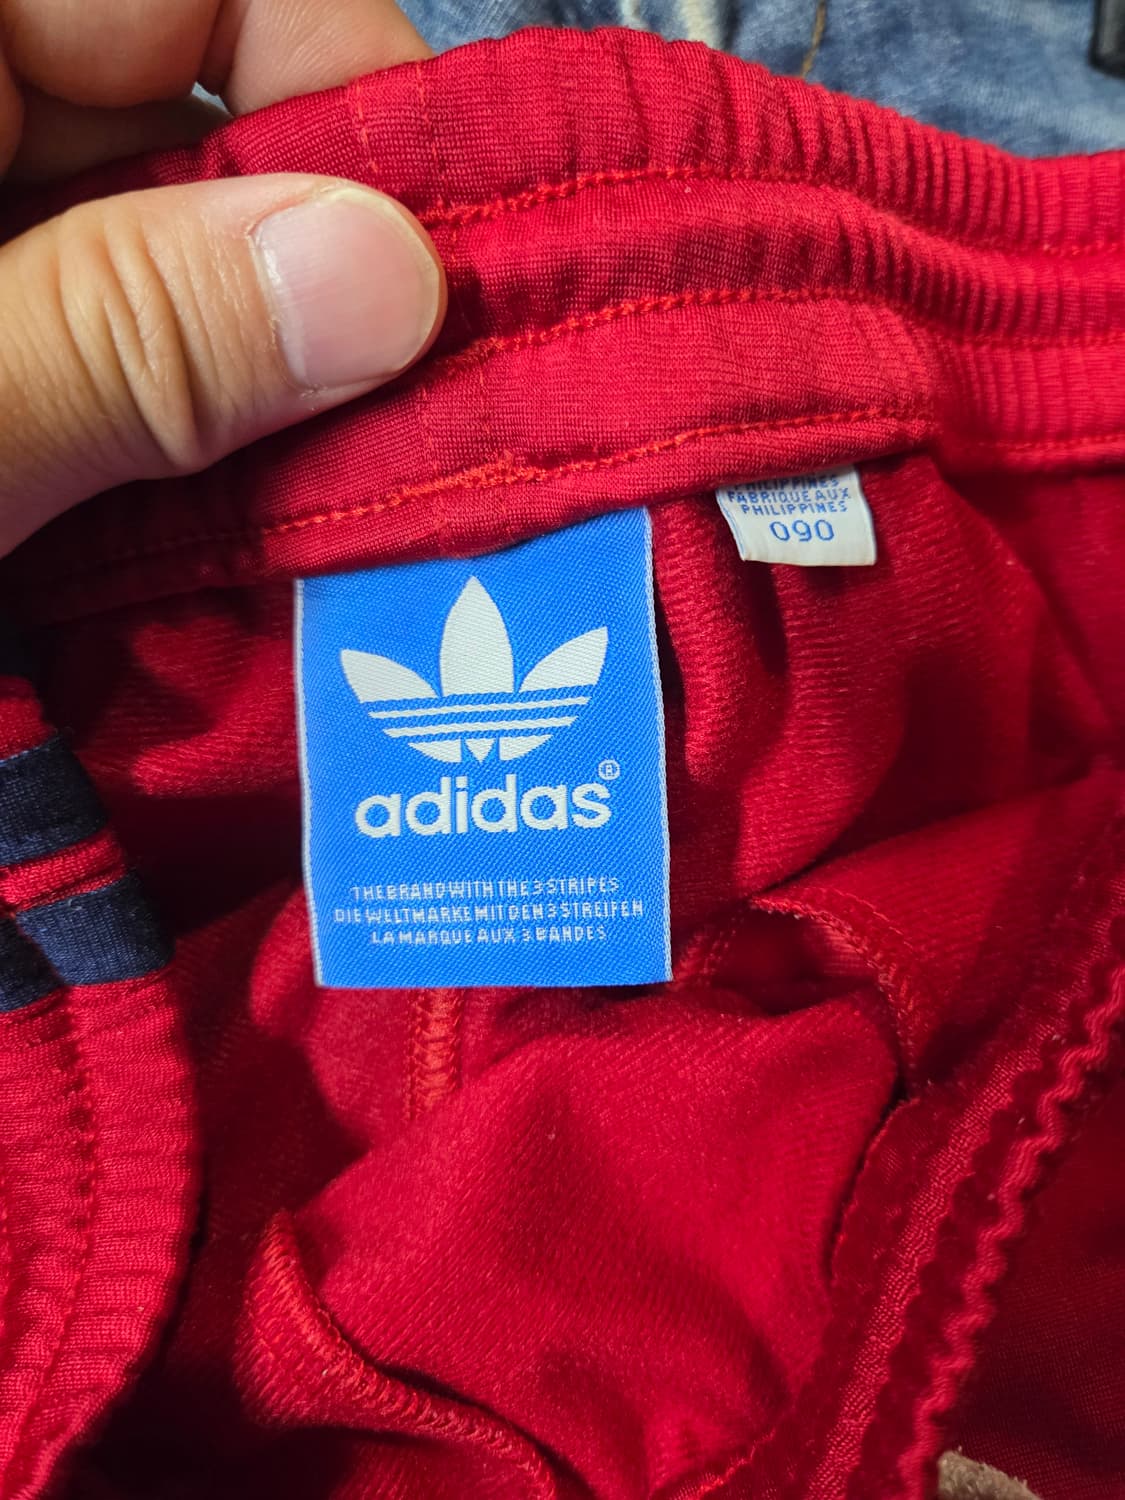 PHILIPPINES
FABRIQUE AUX
PHILIPPINES
090
adidas®
THE BRAND WITH THE 3 STRIPES
DIE WELTMARKE MIT DEN 3 STREIFEN
LA MARQUE AUX 3 BANDES